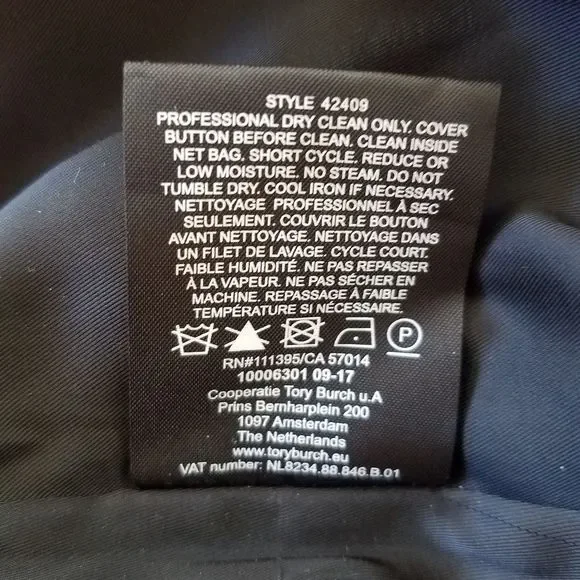 STYLE 42409
PROFESSIONAL DRY CLEAN ONLY. COVER
BUTTON BEFORE CLEAN. CLEAN INSIDE
NET BAG. SHORT CYCLE. REDUCE OR
LOW MOISTURE. NO STEAM. DO NOT
TUMBLE DRY. COOL IRON IF NECESSARY.
NETTOYAGE PROFESSIONNEL À SEC
SEULEMENT. COUVRIR LE BOUTON
AVANT NETTOYAGE. NETTOYAGE DANS
UN FILET DE LAVAGE. CYCLE COURT.
FAIBLE HUMIDITÉ. NE PAS REPASSER
À LA VAPEUR. NE PAS SÉCHER EN
MACHINE. REPASSAGE À FAIBLE
TEMPÉRATURE SI NÉCESSAIRE.
P
RN#111395/CA 57014
10006301 09-17
Cooperatie Tory Burch u.A
Prins Bernharplein 200
1097 Amsterdam
The Netherlands
www.toryburch.eu
VAT number: NL8234.88.846.B.01